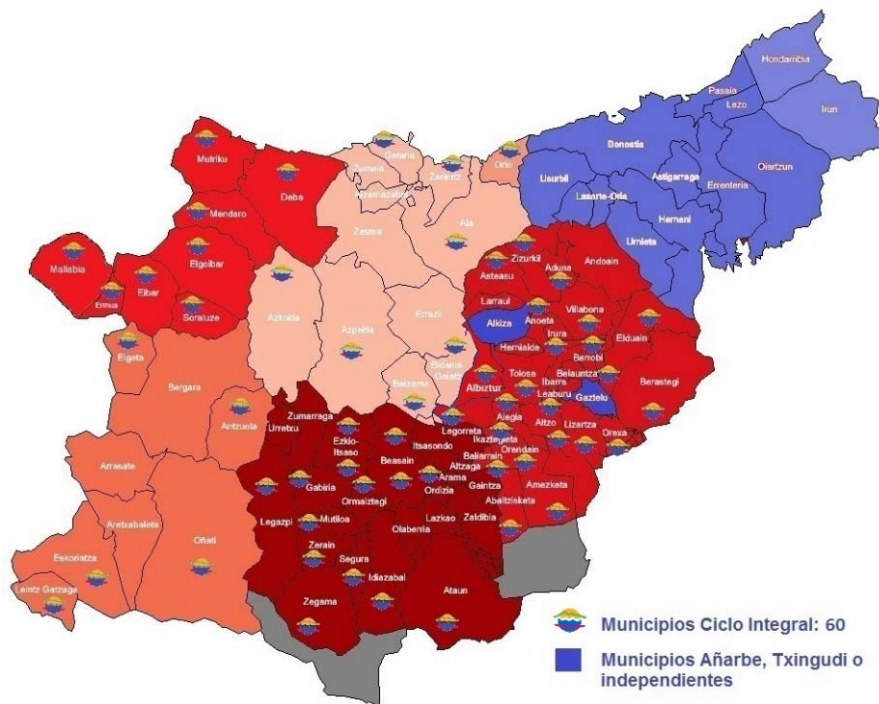 Hondarribia
Pasaia
Lezo
Irun
Donostia
Oiartzun
Usurbil
Astigarraga
Errenteria
Lasarte-Oria
Hernani
Urnieta
Getaria
Zumaia
Zarautz
Orio
Mutriku
Deba
Aizarnazabal
Mendaro
Zestoa
Aia
Mallabia
Elgoibar
Eibar
Ermua
Soraluze
Azkoitia
Azpeitia
Errezil
Bidania
Goiatz
Beizama
Zizurkil
Asteasu
Aduna
Andoain
Larraul
Alkiza
Anoeta
Villabona
Irura
Hernialde
Elduain
Berrobi
Tolosa
Belauntza
Ibarra
Leaburu
Gaztelu
Berastegi
Albiztur
Alegia
Altzo
Lizartza
Orexa
Legorreta
Ikaztegieta
Orendain
Baliarrain
Altzaga
Amezketa
Abaltzisketa
Elgeta
Bergara
Antzuola
Arrasate
Aretxabaleta
Oñati
Eskoriatza
Leintz Gatzaga
Zumarraga
Urretxu
Ezkio-
Itsaso
Itsasondo
Beasain
Arama
Ordizia
Gaintza
Gabiria
Ormaiztegi
Legazpi
Mutiloa
Lazkao
Zaldibia
Olaberria
Zerain
Segura
Idiazabal
Ataun
Zegama
Municipios Ciclo Integral: 60
Municipios Añarbe, Txingudi o
independientes